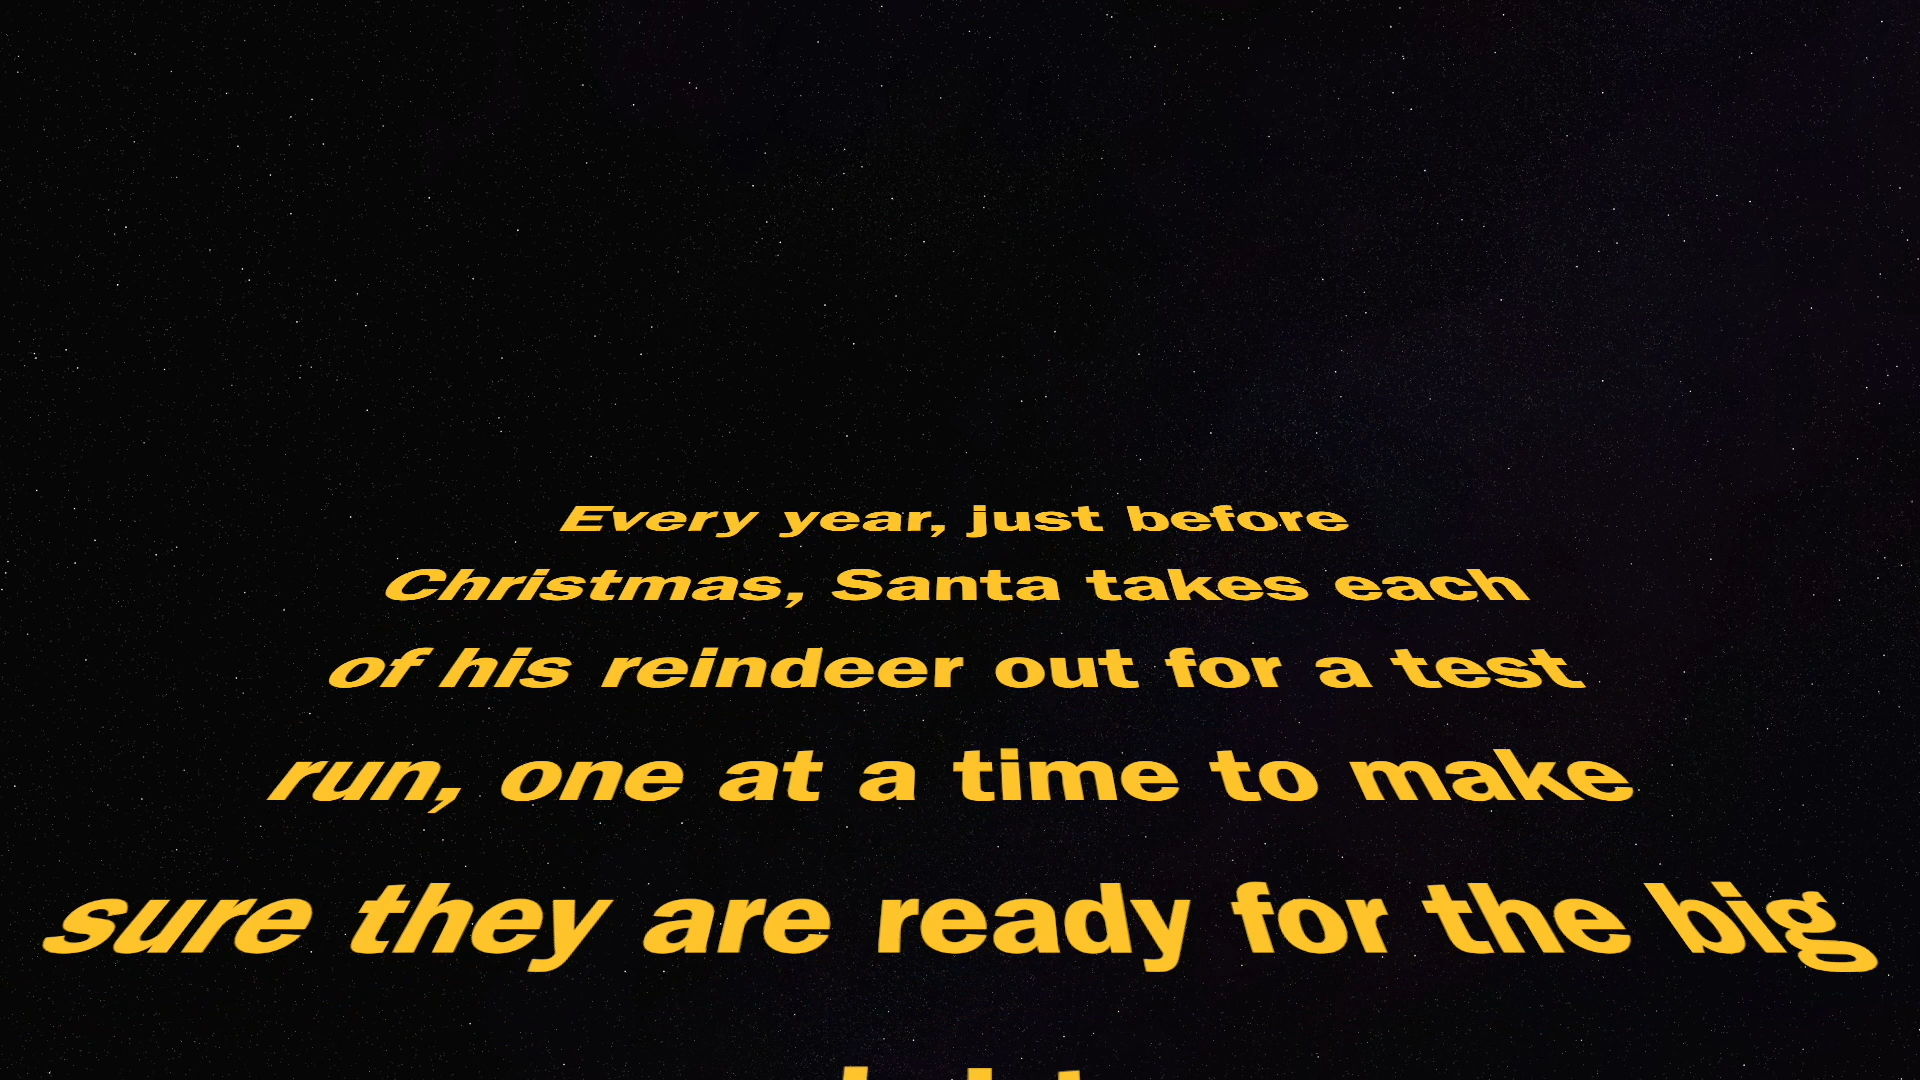 Every year, just before
Christmas, Santa takes each
of his reindeer out for a test
run, one at a time to make
sure they are ready for the big